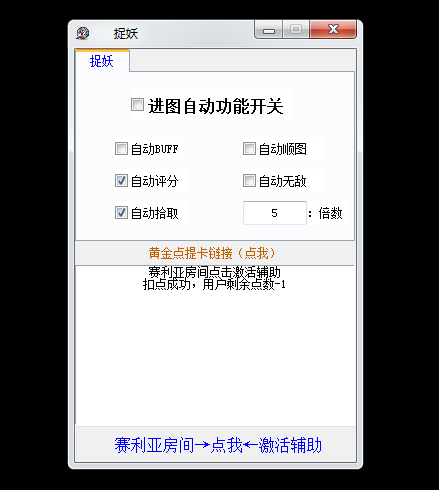 捉妖
捉妖
进图自动功能开关
自动BUFF
自动顺图
自动评分
自动无敌
自动拾取
5
：倍数
黄金点提卡链接（点我）
赛利亚房间点击激活辅助
扣点成功，用户剩余点数-1
赛利亚房间→点我←激活辅助